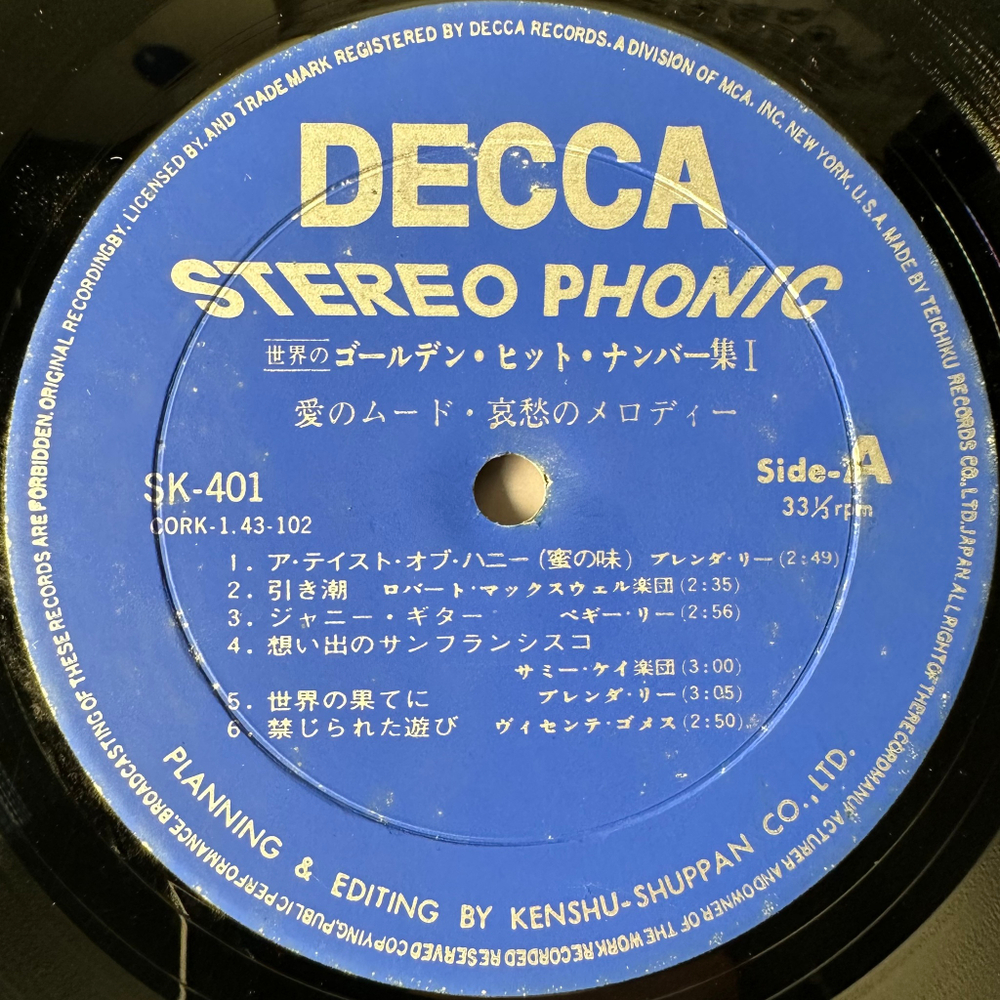 ORIGINAL RECORDINGBY. LICENSED BY. AND TRADE MARK REGISTERED BY DECCA RECORDS. A DIVISION OF MCA, INC. NEW YORK. U.S.A. MADE BY TEICHIKU RECORDS CO., LTD. JAPAN. ALL RIGHT OF THE RECORD MANUFACTURER AND OWNER OF THE WORK RECORDED RESERVED COPYING, PUBLIC PERFORMANCE, BROADCASTING OF THESE RECORDS ARE FORBIDDEN.
DECCA
STEREO PHONIC
世界の ゴールデン・ヒット・ナンバー集 I
愛のムード・哀愁のメロディー
SK-401
CORK-1.43-102
Side-A
33⅓ rpm
1. ア・テイスト・オブ・ハニー (蜜の味) ブレンダ・リー (2:49)
2. 引き潮 ロバート・マックスウェル楽団 (2:35)
3. ジャニー・ギター ペギー・リー (2:56)
4. 想い出のサンフランシスコ
サミー・ケイ楽団 (3:00)
5. 世界の果てに ブレンダ・リー (3:05)
6. 禁じられた遊び ヴィセンテ・ゴメス (2:50)
PLANNING & EDITING BY KENSHU-SHUPPAN CO., LTD.